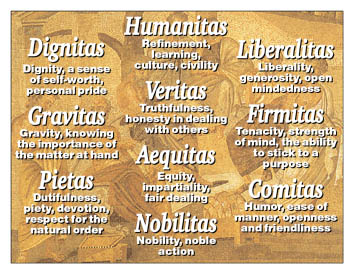 Dignitas
Dignity, a sense
of self-worth,
personal pride
Gravitas
Gravity, knowing
the importance of
the matter at hand
Pietas
Dutifulness,
piety, devotion,
respect for the
natural order
Humanitas
Refinement,
learning,
culture, civility
Veritas
Truthfulness,
honesty in dealing
with others
Aequitas
Equity,
impartiality,
fair dealing
Nobilitas
Nobility, noble
action
Liberalitas
Liberality,
generosity, open
mindedness
Firmitas
Tenacity, strength
of mind, the ability
to stick to a
purpose
Comitas
Humor, ease of
manner, openness
and friendliness